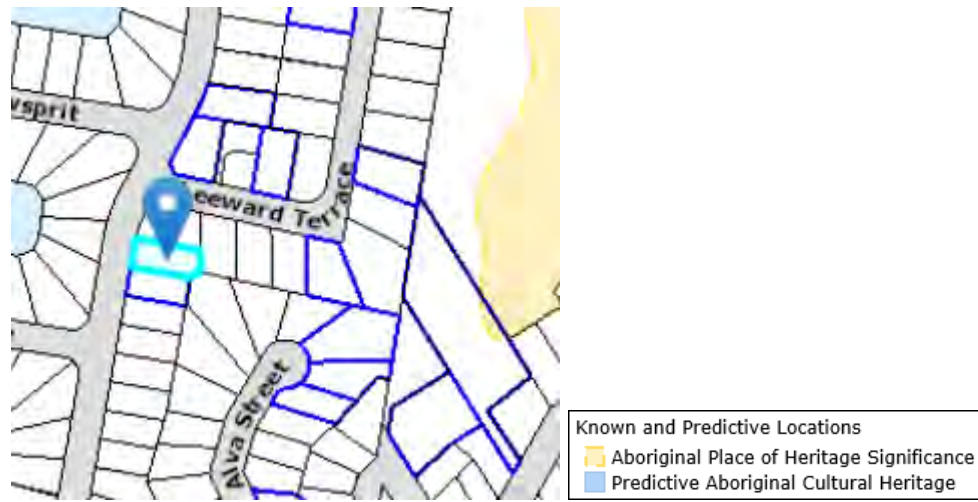 wsprit
eeward Terrace
Alva Street
Known and Predictive Locations
Aboriginal Place of Heritage Significance
Predictive Aboriginal Cultural Heritage